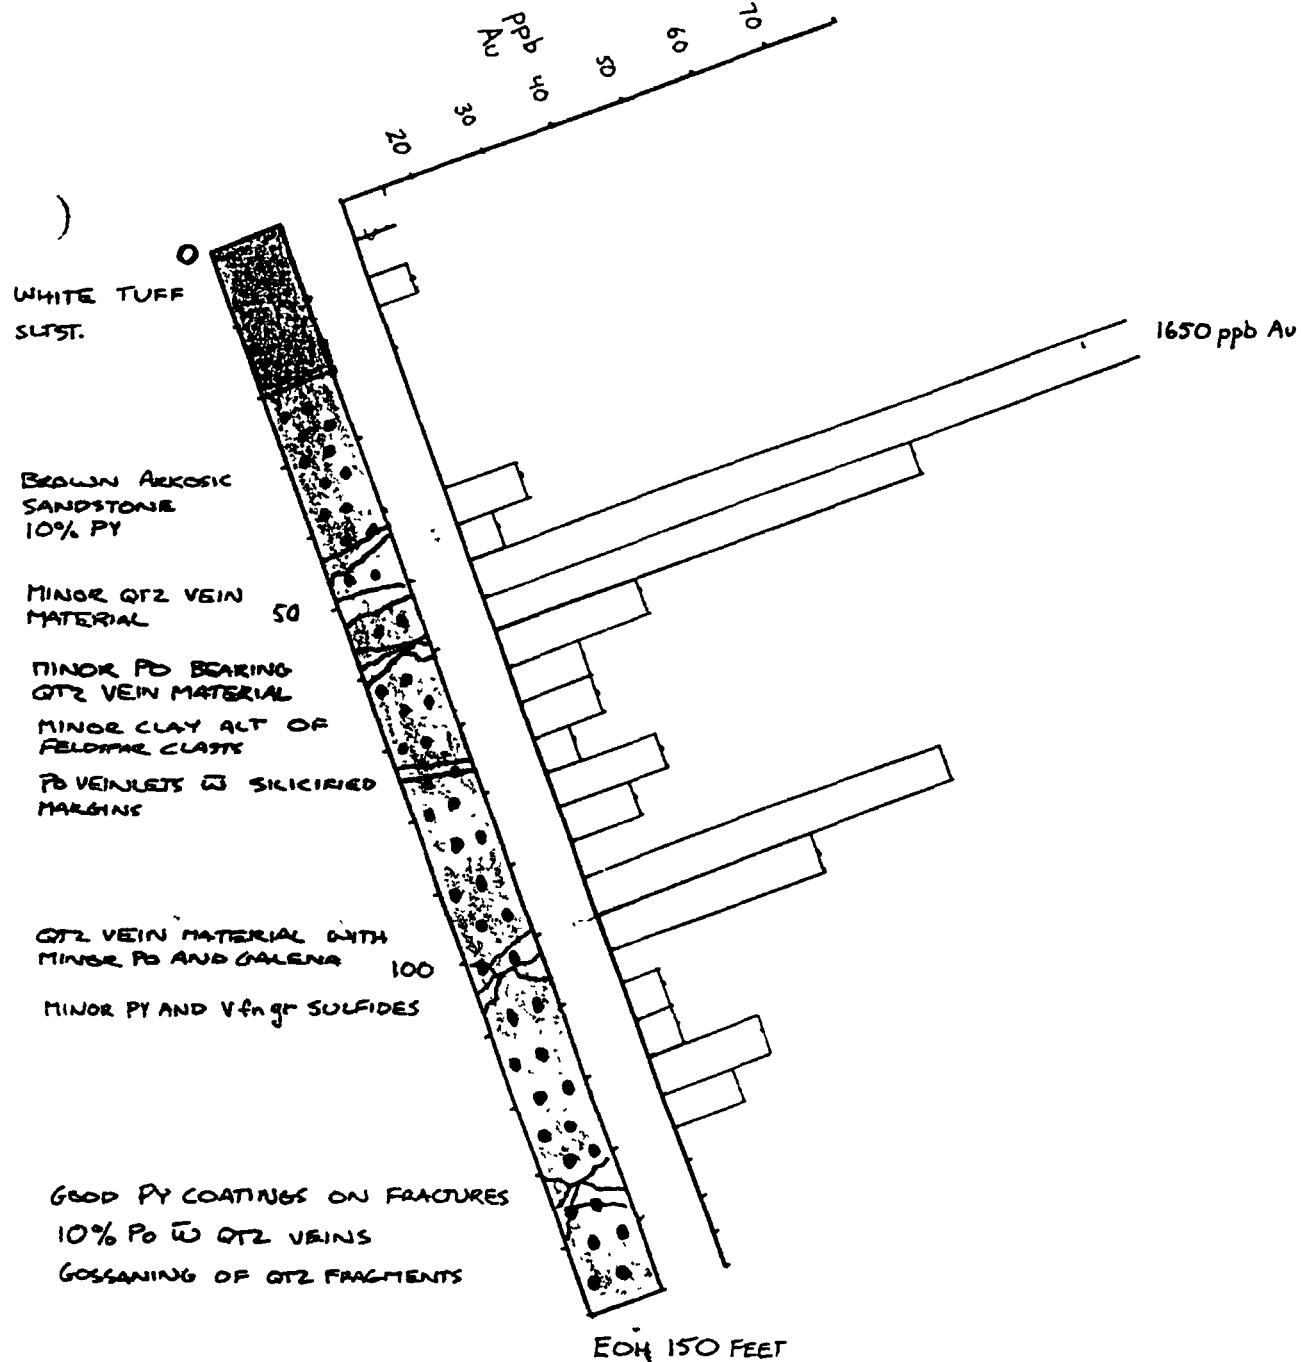 ppb
Au
20
30
40
50
60
70
)
0
WHITE TUFF
SLTST.
1650 ppb Au
BROWN ARKOSIC
SANDSTONE
10% PY
MINOR QTZ VEIN
MATERIAL
50
MINOR PO BEARING
QTZ VEIN MATERIAL
MINOR CLAY ALT OF
FELDSPAR CLASTS
PO VEINLETS W̅ SILICIFIED
MARGINS
QTZ VEIN MATERIAL WITH
MINOR PO AND GALENA
100
MINOR PY AND Vfngr SULFIDES
GOOD PY COATINGS ON FRACTURES
10% Po W̅ QTZ VEINS
GOSSANING OF QTZ FRAGMENTS
EOH 150 FEET